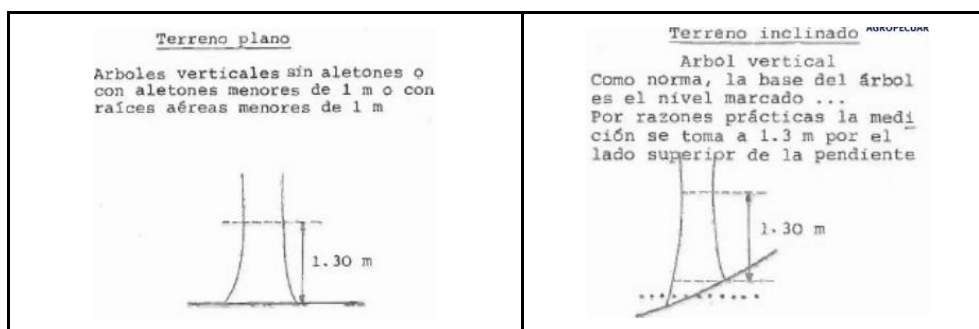 Terreno plano
Arboles verticales sin aletones o
con aletones menores de 1 m o con
raíces aéreas menores de 1 m
1.30 m
Terreno inclinado AGROPECUAR
Arbol vertical
Como norma, la base del árbol
es el nivel marcado ...
Por razones prácticas la medi
ción se toma a 1.3 m por el
lado superior de la pendiente
1.30 m